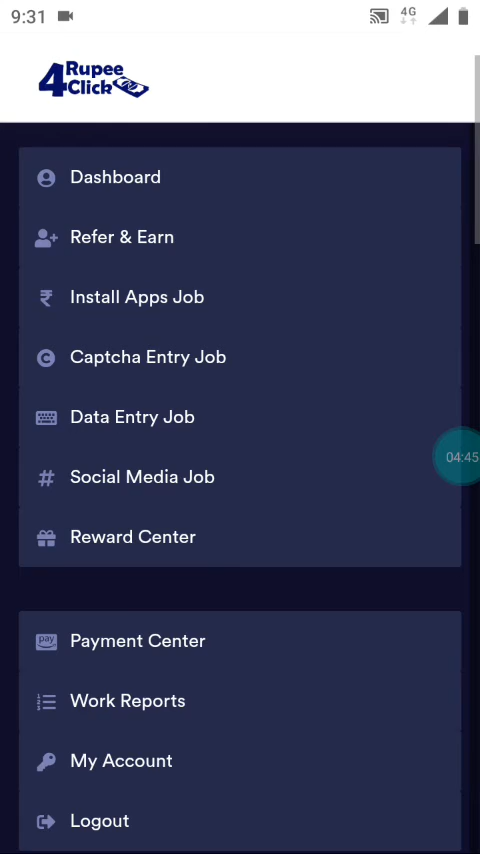 9:31
4G
4Rupee
Click
Dashboard
Refer & Earn
Install Apps Job
Captcha Entry Job
Data Entry Job
04:45
Social Media Job
Reward Center
pay
Payment Center
Work Reports
My Account
Logout